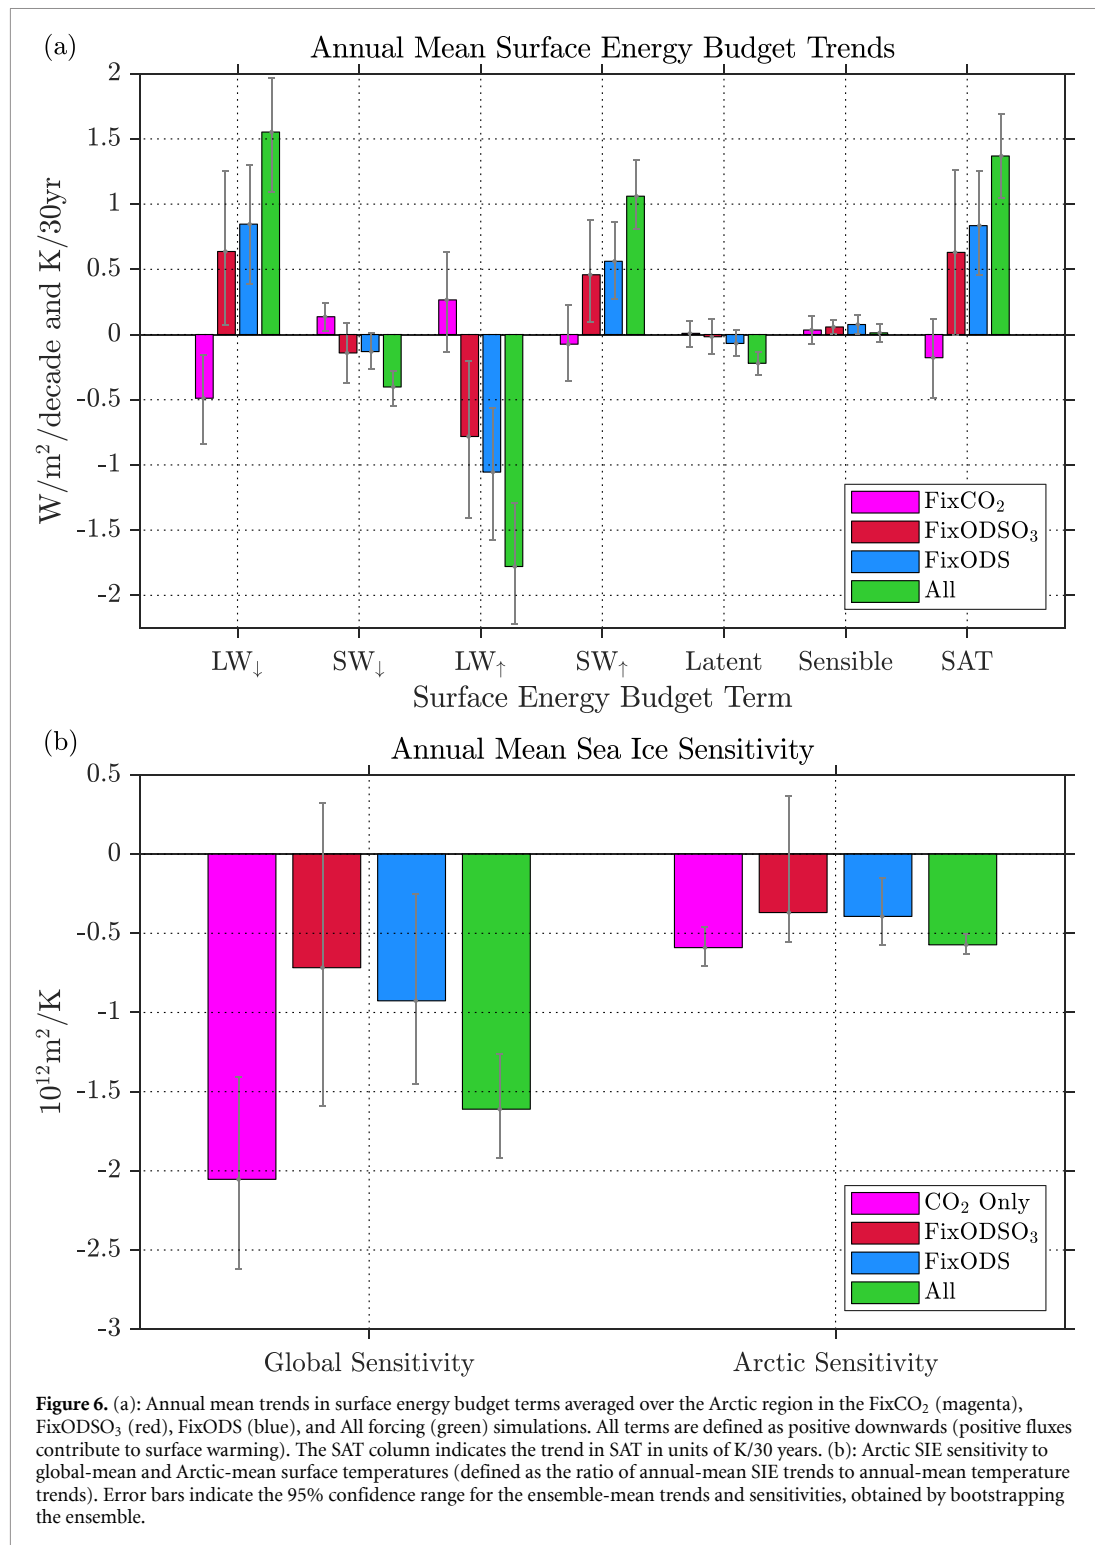 (a)
Annual Mean Surface Energy Budget Trends
W/m²/decade and K/30yr
2
1.5
1
0.5
0
-0.5
-1
-1.5
-2
FixCO₂
FixODSO₃
FixODS
All
LW↓ SW↓ LW↑ SW↑ Latent Sensible SAT
Surface Energy Budget Term
(b)
Annual Mean Sea Ice Sensitivity
10¹²m²/K
0.5
0
-0.5
-1
-1.5
-2
-2.5
-3
CO₂ Only
FixODSO₃
FixODS
All
Global Sensitivity Arctic Sensitivity
Figure 6. (a): Annual mean trends in surface energy budget terms averaged over the Arctic region in the FixCO₂ (magenta),
FixODSO₃ (red), FixODS (blue), and All forcing (green) simulations. All terms are defined as positive downwards (positive fluxes
contribute to surface warming). The SAT column indicates the trend in SAT in units of K/30 years. (b): Arctic SIE sensitivity to
global-mean and Arctic-mean surface temperatures (defined as the ratio of annual-mean SIE trends to annual-mean temperature
trends). Error bars indicate the 95% confidence range for the ensemble-mean trends and sensitivities, obtained by bootstrapping
the ensemble.